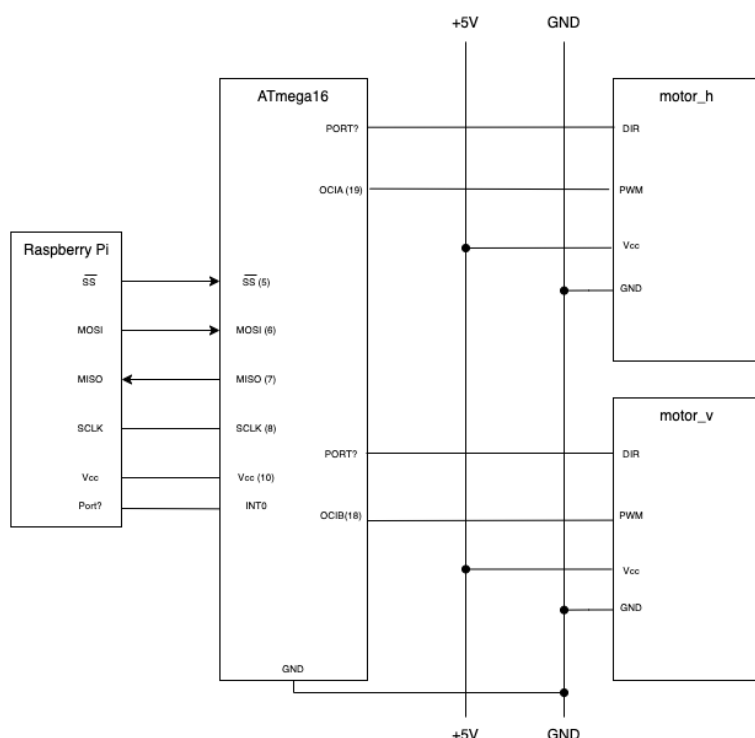 +5V
GND
ATmega16
PORT?
OCIA (19)
SS (5)
MOSI (6)
MISO (7)
SCLK (8)
Vcc (10)
INT0
PORT?
OCIB(18)
GND
Raspberry Pi
SS
MOSI
MISO
SCLK
Vcc
Port?
motor_h
DIR
PWM
Vcc
GND
motor_v
DIR
PWM
Vcc
GND
+5V
GND